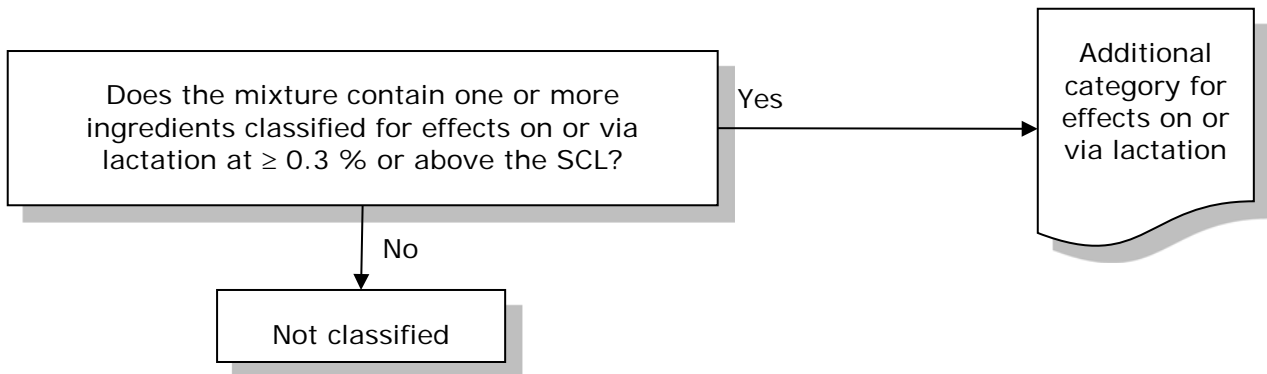 Does the mixture contain one or more
ingredients classified for effects on or via
lactation at ≥ 0.3 % or above the SCL?
Yes
Additional
category for
effects on or
via lactation
No
Not classified